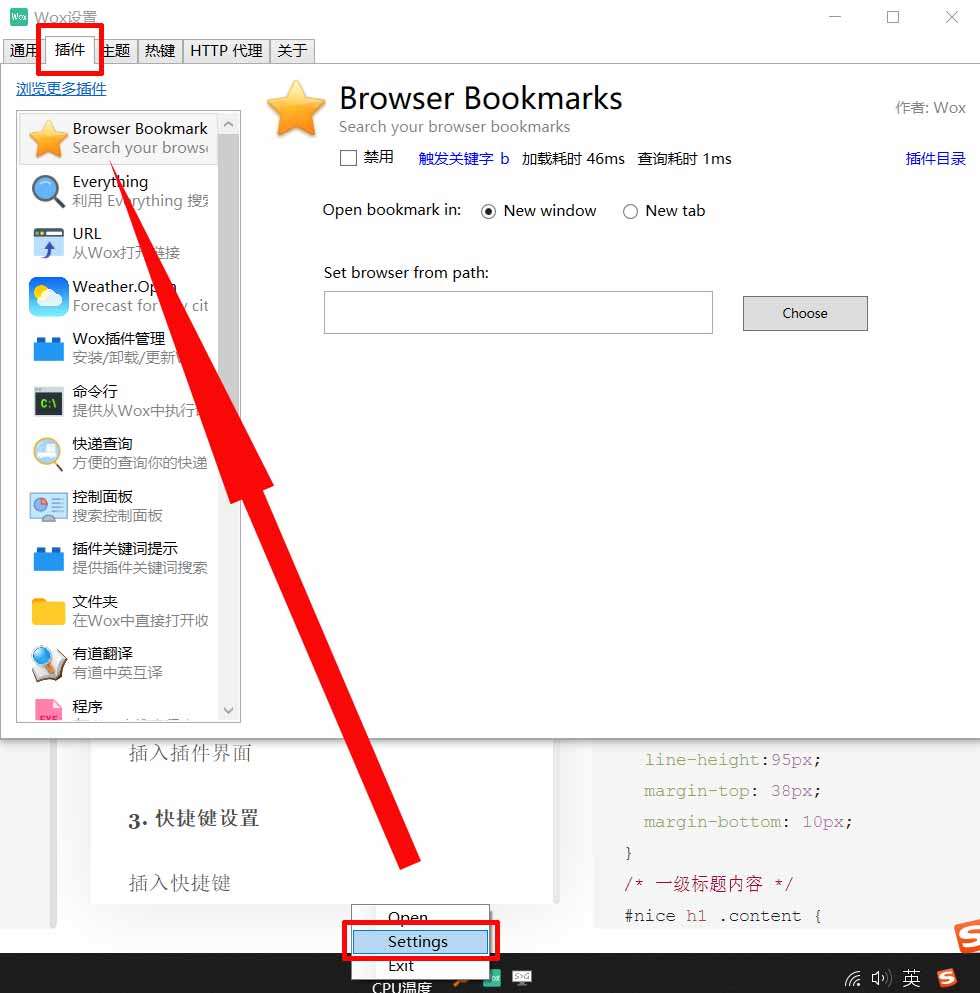 Wox
Wox设置
通用 插件 主题 热键 HTTP 代理 关于
浏览更多插件
Browser Bookmark
Search your brows
Everything
利用 Everything 搜
URL
从Wox打开链接
Weather.Open
Forecast for cit
Wox插件管理
安装/卸载/更新
命令行
提供从Wox中执行
C:\
快递查询
方便的查询你的快递
控制面板
搜索控制面板
插件关键词提示
提供插件关键词搜索
文件夹
在Wox中直接打开收
有道翻译
有道中英互译
程序
EXE
Browser Bookmarks
作者: Wox
Search your browser bookmarks
禁用 触发关键字 b 加载耗时 46ms 查询耗时 1ms 插件目录
Open bookmark in: New window New tab
Set browser from path:
Choose
插入插件界面
3. 快捷键设置
插入快捷键
line-height:95px;
margin-top: 38px;
margin-bottom: 10px;
}
/* 一级标题内容 */
#nice h1 .content {
Open
Settings
Exit
CPU温度
英